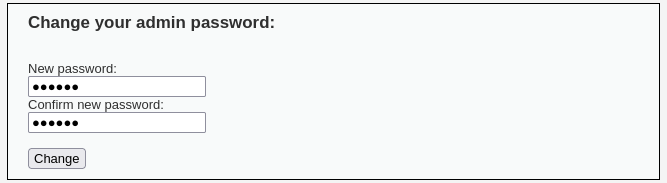 Change your admin password:
New password:
●●●●●●
Confirm new password:
●●●●●●
Change